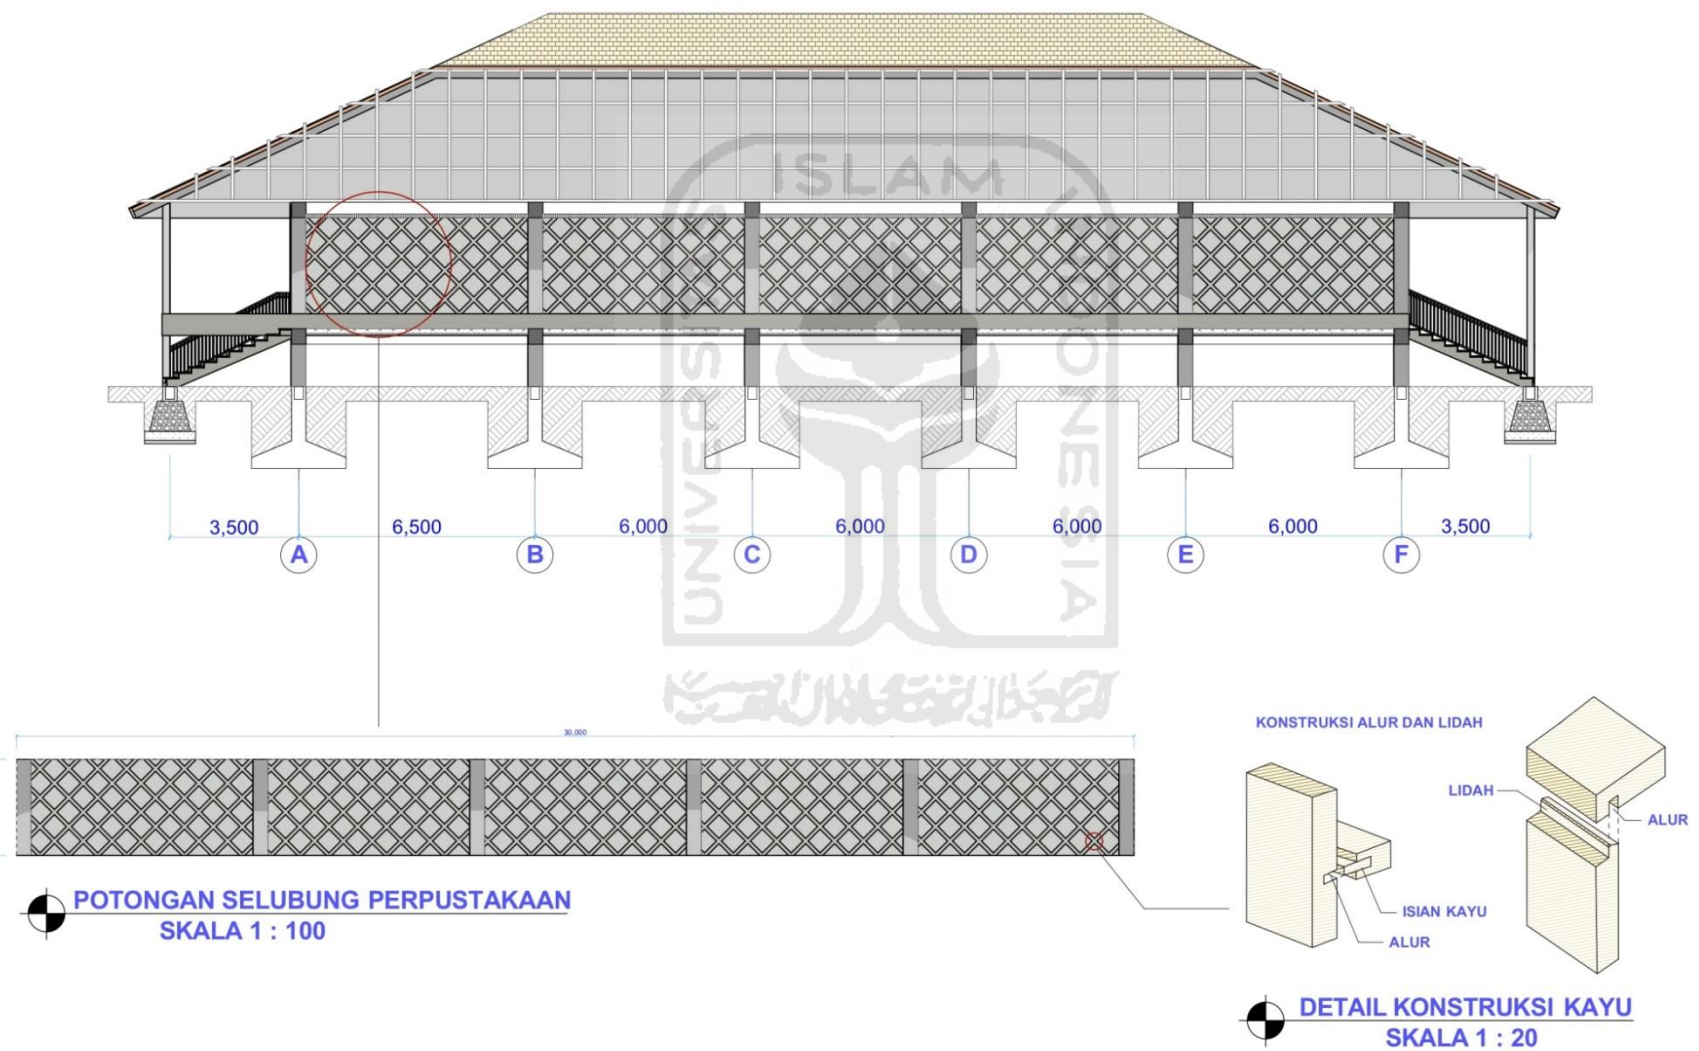 UNIVERSITAS
ISLAM
INDONESIA
3,500
6,500
6,000
6,000
6,000
6,000
3,500
A
B
C
D
E
F
30,000
KONSTRUKSI ALUR DAN LIDAH
LIDAH
ALUR
ISIAN KAYU
ALUR
POTONGAN SELUBUNG PERPUSTAKAAN
SKALA 1 : 100
DETAIL KONSTRUKSI KAYU
SKALA 1 : 20